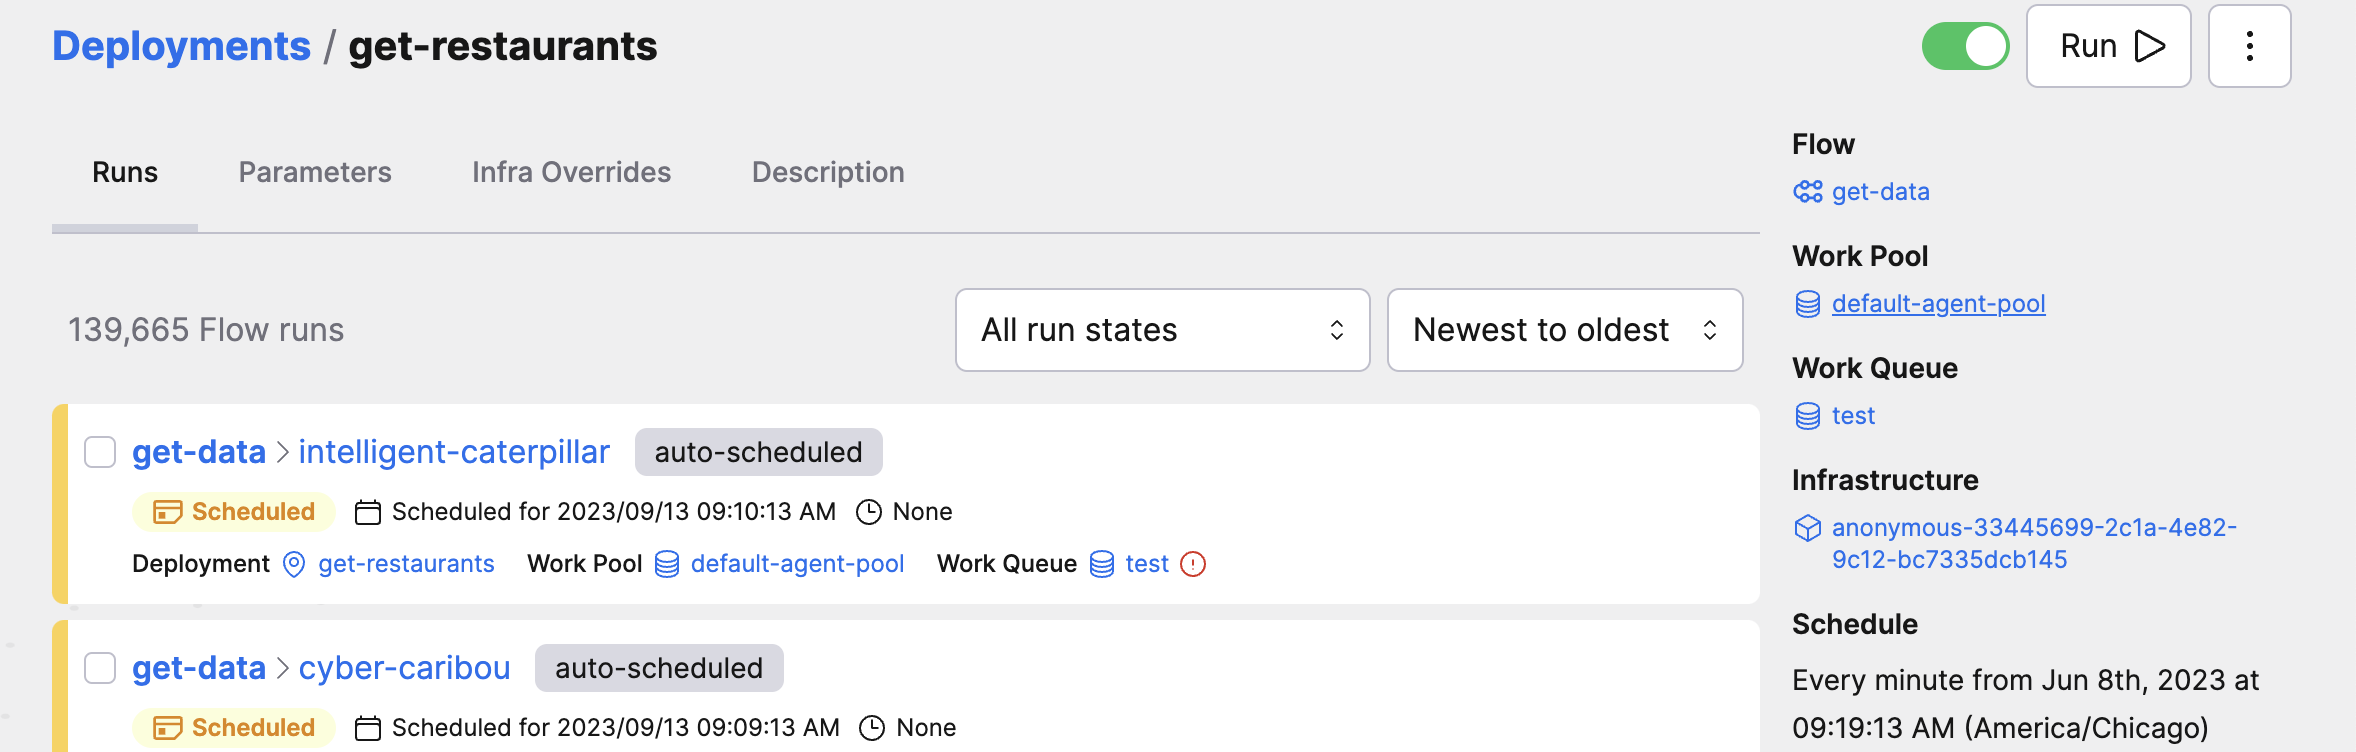 Deployments / get-restaurants
Run
Runs Parameters Infra Overrides Description
139,665 Flow runs
All run states
Newest to oldest
get-data > intelligent-caterpillar auto-scheduled
Scheduled Scheduled for 2023/09/13 09:10:13 AM None
Deployment get-restaurants Work Pool default-agent-pool Work Queue test
get-data > cyber-caribou auto-scheduled
Scheduled Scheduled for 2023/09/13 09:09:13 AM None
Flow
get-data
Work Pool
default-agent-pool
Work Queue
test
Infrastructure
anonymous-33445699-2c1a-4e82-
9c12-bc7335dcb145
Schedule
Every minute from Jun 8th, 2023 at
09:19:13 AM (America/Chicago)